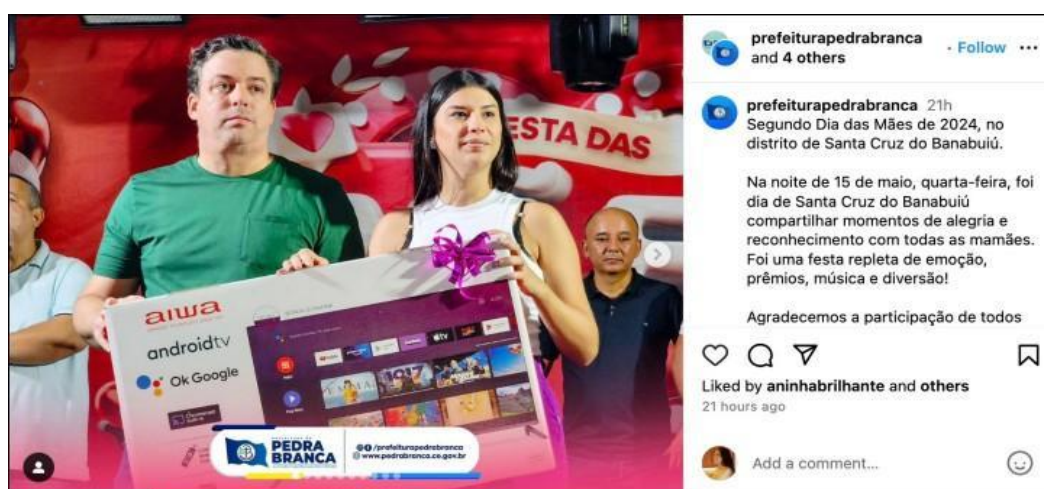 ESTA DAS
aiwa
androidtv
Ok Google
Chromecast
PEDRA
BRANCA
/prefeiturapedrabranca
www.pedrabranca.ce.gov.br
prefeiturapedrabranca
and 4 others
• Follow
prefeiturapedrabranca 21h
Segundo Dia das Mães de 2024, no
distrito de Santa Cruz do Banabuiú.
Na noite de 15 de maio, quarta-feira, foi
dia de Santa Cruz do Banabuiú
compartilhar momentos de alegria e
reconhecimento com todas as mamães.
Foi uma festa repleta de emoção,
prêmios, música e diversão!
Agradecemos a participação de todos
Liked by aninhabrilhante and others
21 hours ago
Add a comment...